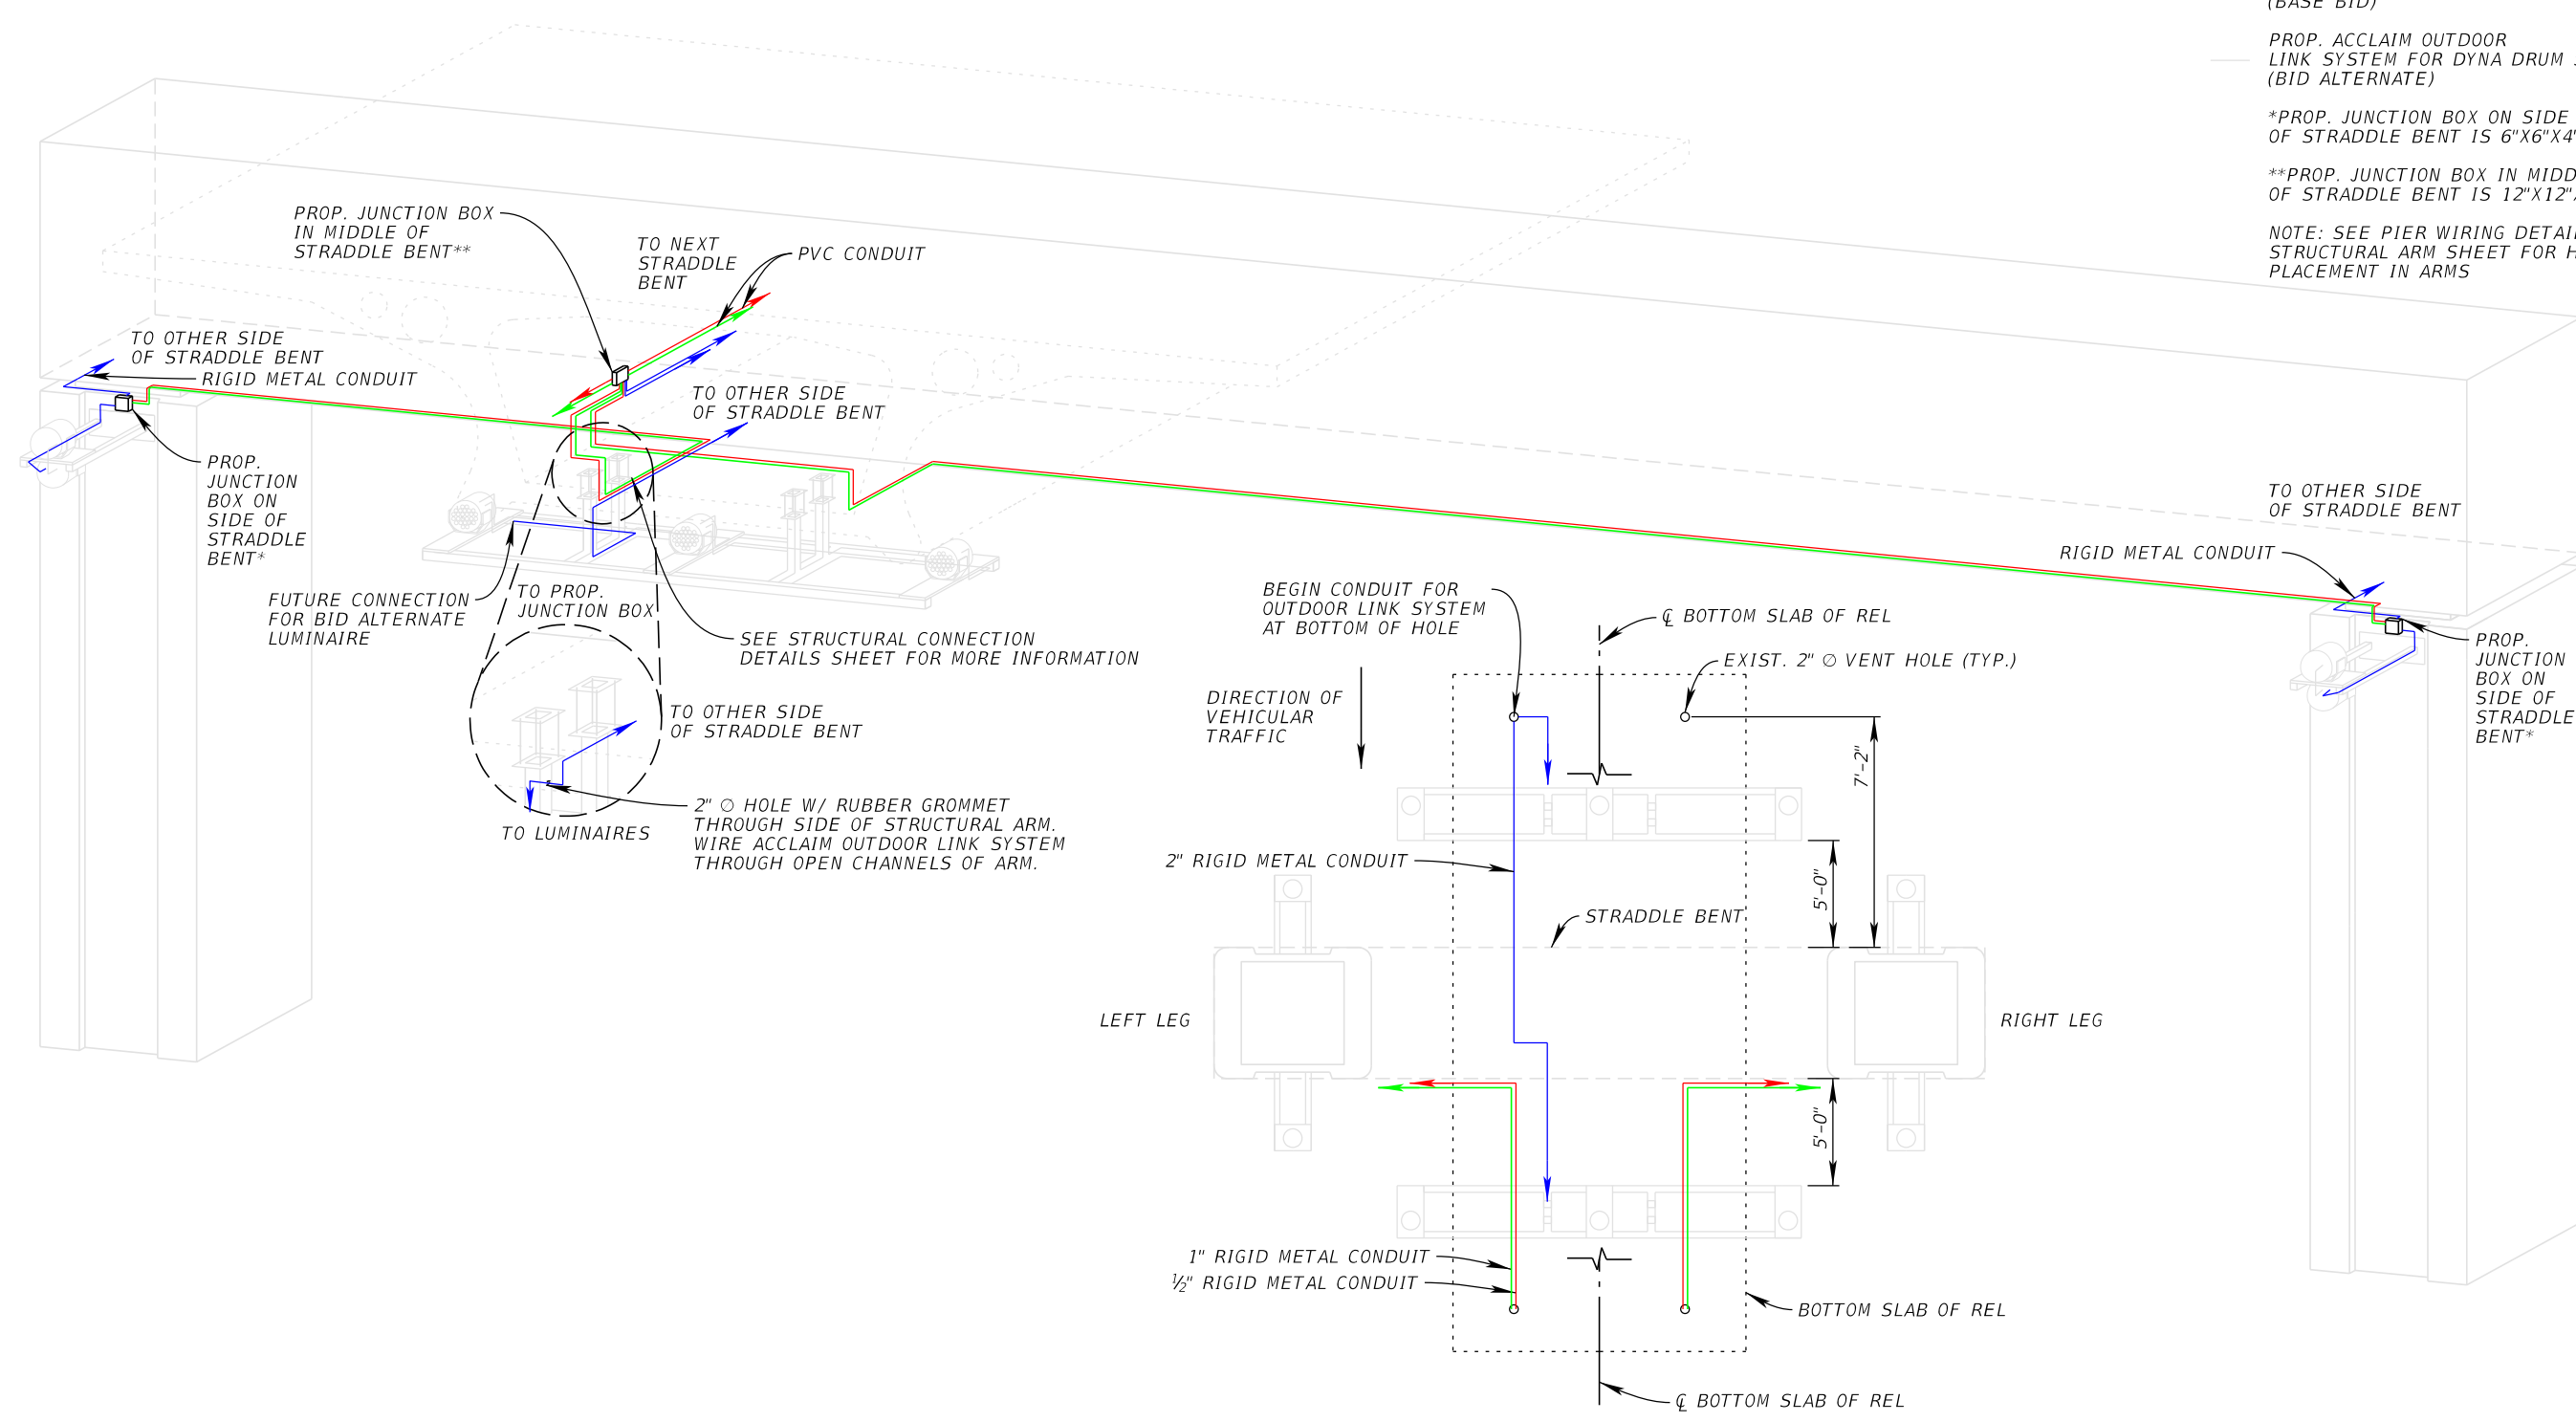 (BASE BID)
PROP. ACCLAIM OUTDOOR
LINK SYSTEM FOR DYNA DRUM
(BID ALTERNATE)
*PROP. JUNCTION BOX ON SIDE
OF STRADDLE BENT IS 6"X6"X4"
**PROP. JUNCTION BOX IN
OF STRADDLE BENT IS 12"X12"
NOTE: SEE PIER WIRING
STRUCTURAL ARM SHEET FOR
PLACEMENT IN ARMS
PROP. JUNCTION BOX
IN MIDDLE OF
STRADDLE BENT**
TO NEXT
STRADDLE
BENT
PVC CONDUIT
TO OTHER SIDE
OF STRADDLE BENT
RIGID METAL CONDUIT
TO OTHER SIDE
OF STRADDLE BENT
PROP.
JUNCTION
BOX ON
SIDE OF
STRADDLE
BENT*
FUTURE CONNECTION
FOR BID ALTERNATE
LUMINAIRE
TO PROP.
JUNCTION BOX
SEE STRUCTURAL CONNECTION
DETAILS SHEET FOR MORE INFORMATION
TO OTHER SIDE
OF STRADDLE BENT
2" ∅ HOLE W/ RUBBER GROMMET
THROUGH SIDE OF STRUCTURAL ARM.
WIRE ACCLAIM OUTDOOR LINK SYSTEM
THROUGH OPEN CHANNELS OF ARM.
TO LUMINAIRES
TO OTHER SIDE
OF STRADDLE BENT
RIGID METAL CONDUIT
PROP.
JUNCTION
BOX ON
SIDE OF
STRADDLE
BENT*
BEGIN CONDUIT FOR
OUTDOOR LINK SYSTEM
AT BOTTOM OF HOLE
℄ BOTTOM SLAB OF REL
EXIST. 2" ∅ VENT HOLE (TYP.)
DIRECTION OF
VEHICULAR
TRAFFIC
7'-2"
2" RIGID METAL CONDUIT
5'-0"
STRADDLE BENT
LEFT LEG
RIGHT LEG
5'-0"
1" RIGID METAL CONDUIT
½" RIGID METAL CONDUIT
BOTTOM SLAB OF REL
℄ BOTTOM SLAB OF REL